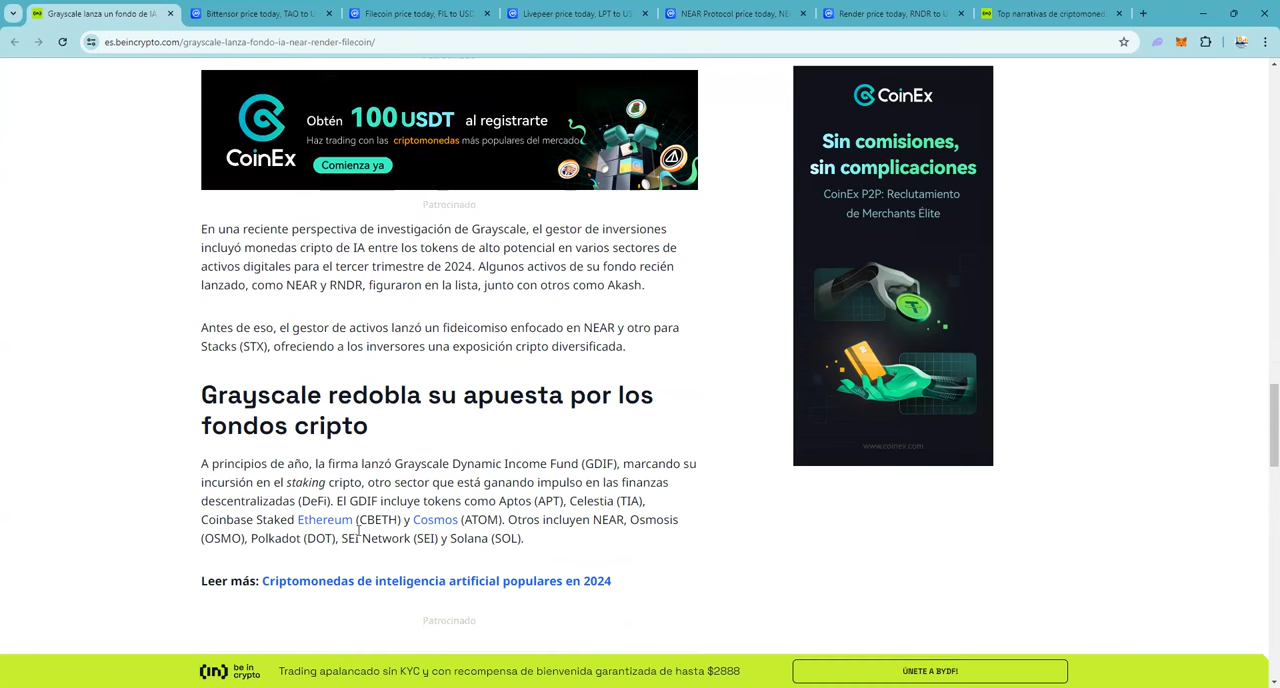 Grayscale lanza un fondo de IA
Bittensor price today, TAO to U
Filecoin price today, FIL to USD
Livepeer price today, LPT to US
NEAR Protocol price today, NE
Render price today, RNDR to U
Top narrativas de criptomoned
es.beincrypto.com/grayscale-lanza-fondo-ia-near-render-filecoin/
CoinEx
Obtén 100 USDT al registrarte
Haz trading con las criptomonedas más populares del mercado
Comienza ya
Patrocinado
En una reciente perspectiva de investigación de Grayscale, el gestor de inversiones
incluyó monedas cripto de IA entre los tokens de alto potencial en varios sectores de
activos digitales para el tercer trimestre de 2024. Algunos activos de su fondo recién
lanzado, como NEAR y RNDR, figuraron en la lista, junto con otros como Akash.
Antes de eso, el gestor de activos lanzó un fideicomiso enfocado en NEAR y otro para
Stacks (STX), ofreciendo a los inversores una exposición cripto diversificada.
Grayscale redobla su apuesta por los
fondos cripto
A principios de año, la firma lanzó Grayscale Dynamic Income Fund (GDIF), marcando su
incursión en el staking cripto, otro sector que está ganando impulso en las finanzas
descentralizadas (DeFi). El GDIF incluye tokens como Aptos (APT), Celestia (TIA),
Coinbase Staked Ethereum (CBETH) y Cosmos (ATOM). Otros incluyen NEAR, Osmosis
(OSMO), Polkadot (DOT), SEI Network (SEI) y Solana (SOL).
Leer más: Criptomonedas de inteligencia artificial populares en 2024
Patrocinado
CoinEx
Sin comisiones,
sin complicaciones
CoinEx P2P: Reclutamiento
de Merchants Élite
www.coinex.com
be in
crypto
Trading apalancado sin KYC y con recompensa de bienvenida garantizada de hasta $2888
ÚNETE A BYDFI